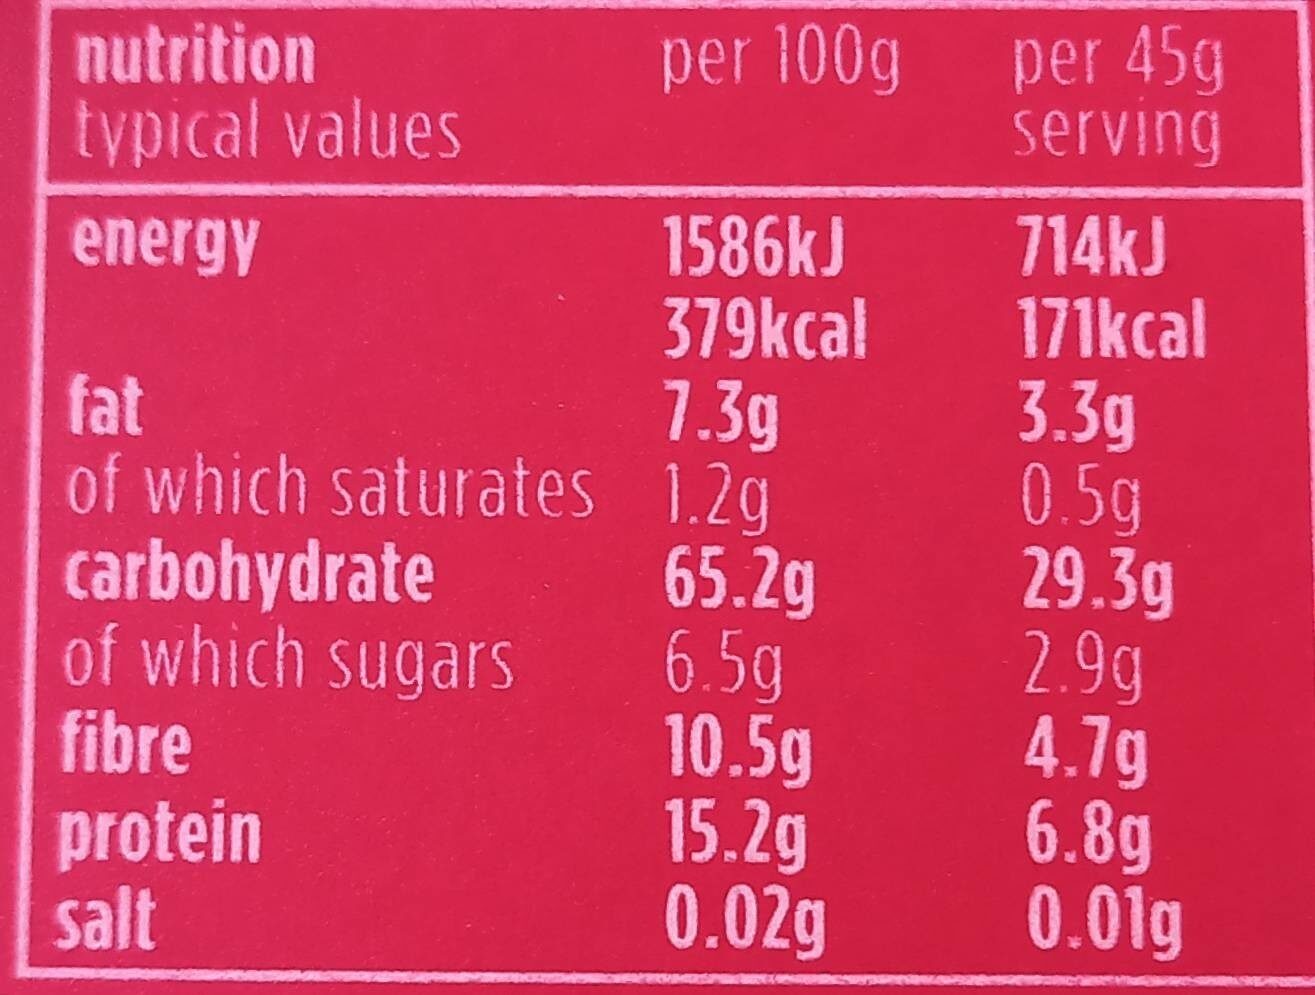 nutrition per 100g per 45g
typical values serving
energy 1586kJ 714kJ
379kcal 171kcal
fat 7.3g 3.3g
of which saturates 1.2g 0.5g
carbohydrate 65.2g 29.3g
of which sugars 6.5g 2.9g
fibre 10.5g 4.7g
protein 15.2g 6.8g
salt 0.02g 0.01g